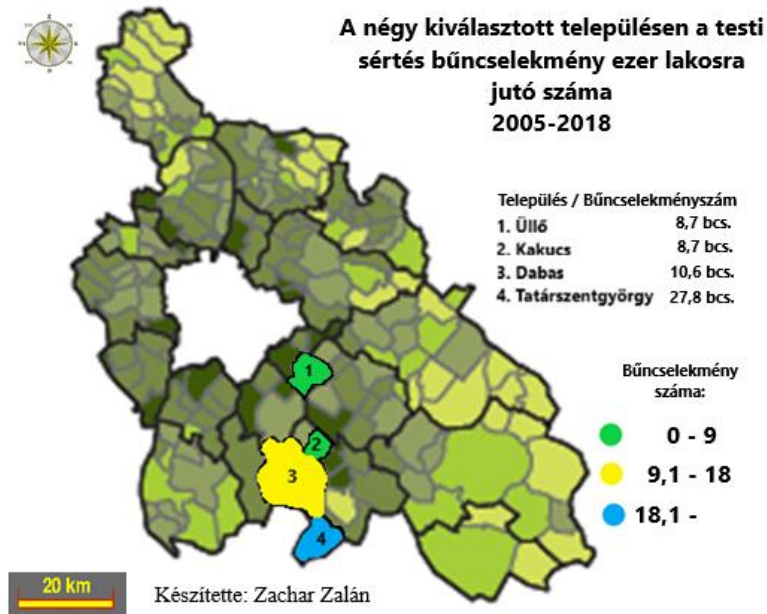 A négy kiválasztott településen a testi
sértés bűncselekmény ezer lakosra
jutó száma
2005-2018
Település / Bűncselekményszám
1. Üllő 8,7 bcs.
2. Kakucs 8,7 bcs.
3. Dabas 10,6 bcs.
4. Tatárszentgyörgy 27,8 bcs.
1
2
3
4
Bűncselekmény
száma:
0 - 9
9,1 - 18
18,1 -
20 km
Készítette: Zachar Zalán